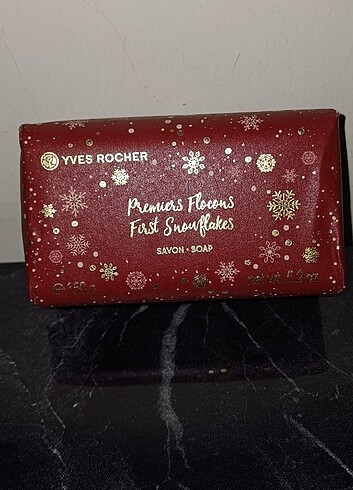 YVES ROCHER
Premiers Flocons
First Snowflakes
SAVON • SOAP